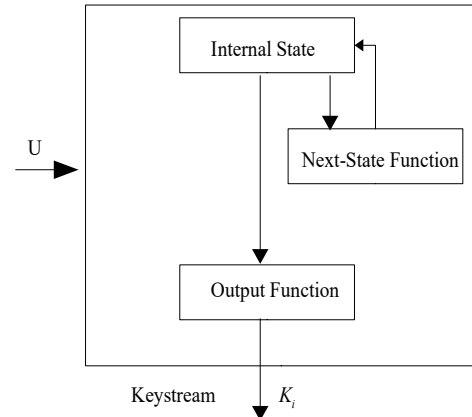 Internal State
U
Next-State Function
Output Function
Keystream K_i